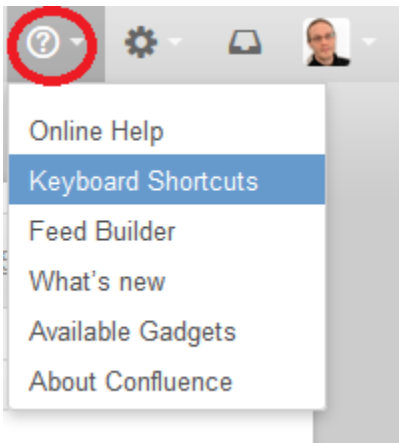 Online Help
Keyboard Shortcuts
Feed Builder
What's new
Available Gadgets
About Confluence